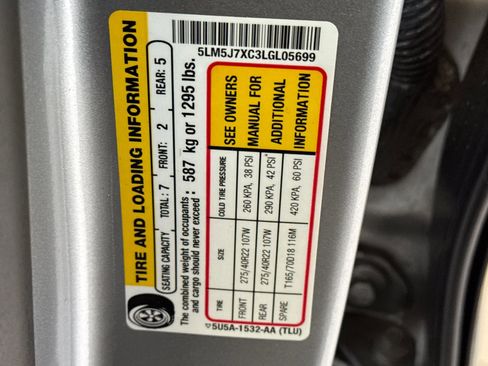 TIRE AND LOADING INFORMATION
SEATING CAPACITY TOTAL: 7 FRONT: 2 REAR: 5
The combined weight of occupants
and cargo should never exceed : 587 kg or 1295 lbs.
TIRE SIZE COLD TIRE PRESSURE SEE OWNERS
FRONT 275/40R22 107W 260 KPA, 38 PSI MANUAL FOR
REAR 275/40R22 107W 290 KPA, 42 PSI ADDITIONAL
SPARE T165/70D18 116M 420 KPA, 60 PSI INFORMATION
5U5A-1532-AA (TLU) 5LM5J7XC3LGL05699